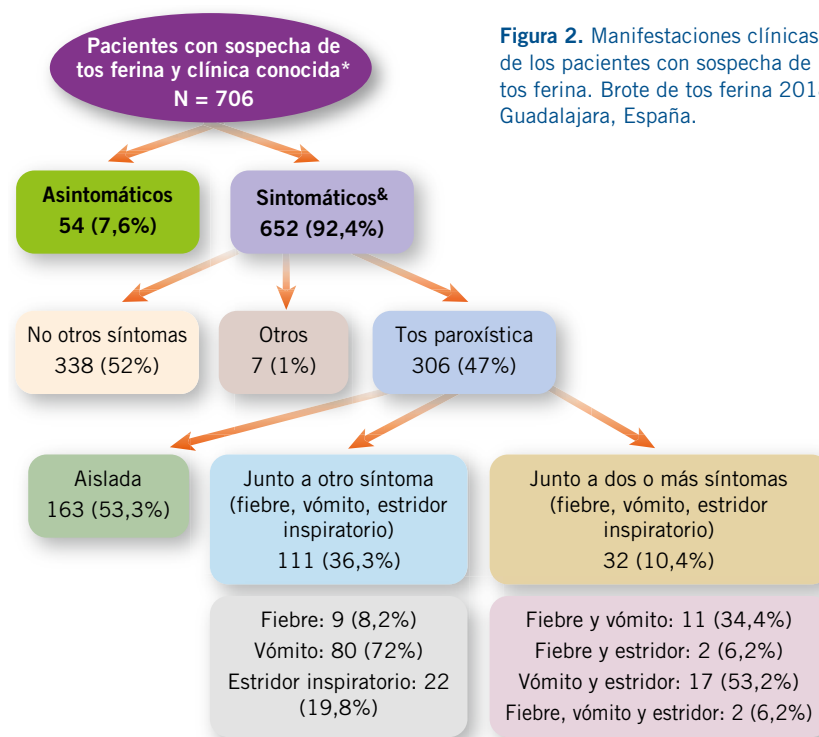 Pacientes con sospecha de
tos ferina y clínica conocida*
N = 706
Figura 2. Manifestaciones clínicas
de los pacientes con sospecha de
tos ferina. Brote de tos ferina
Guadalajara, España.
Asintomáticos
54 (7,6%)
Sintomáticos&
652 (92,4%)
No otros síntomas
338 (52%)
Otros
7 (1%)
Tos paroxística
306 (47%)
Aislada
163 (53,3%)
Junto a otro síntoma
(fiebre, vómito, estridor
inspiratorio)
111 (36,3%)
Junto a dos o más síntomas
(fiebre, vómito, estridor
inspiratorio)
32 (10,4%)
Fiebre: 9 (8,2%)
Vómito: 80 (72%)
Estridor inspiratorio: 22
(19,8%)
Fiebre y vómito: 11 (34,4%)
Fiebre y estridor: 2 (6,2%)
Vómito y estridor: 17 (53,2%)
Fiebre, vómito y estridor: 2 (6,2%)